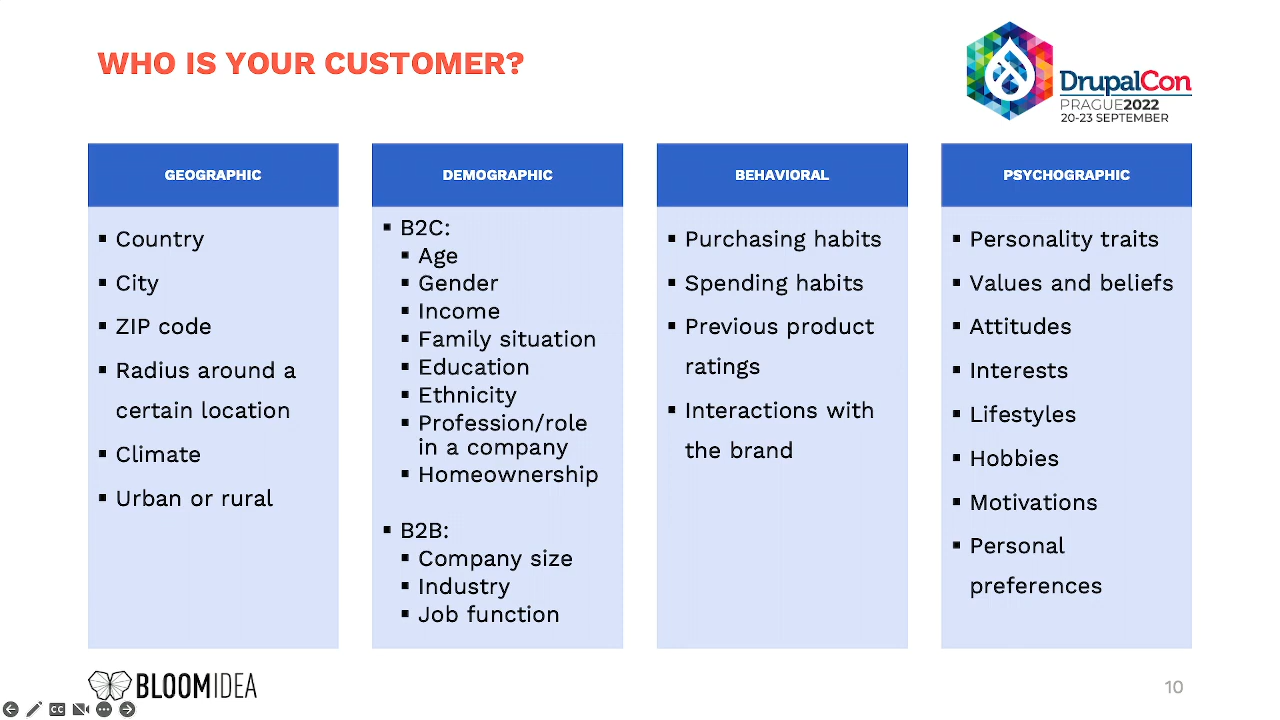 WHO IS YOUR CUSTOMER?
DrupalCon
PRAGUE2022
20-23 SEPTEMBER
GEOGRAPHIC
▪ Country
▪ City
▪ ZIP code
▪ Radius around a
certain location
▪ Climate
▪ Urban or rural
DEMOGRAPHIC
▪ B2C:
▪ Age
▪ Gender
▪ Income
▪ Family situation
▪ Education
▪ Ethnicity
▪ Profession/role
in a company
▪ Homeownership
▪ B2B:
▪ Company size
▪ Industry
▪ Job function
BEHAVIORAL
▪ Purchasing habits
▪ Spending habits
▪ Previous product
ratings
▪ Interactions with
the brand
PSYCHOGRAPHIC
▪ Personality traits
▪ Values and beliefs
▪ Attitudes
▪ Interests
▪ Lifestyles
▪ Hobbies
▪ Motivations
▪ Personal
preferences
BLOOMIDEA
10
CC